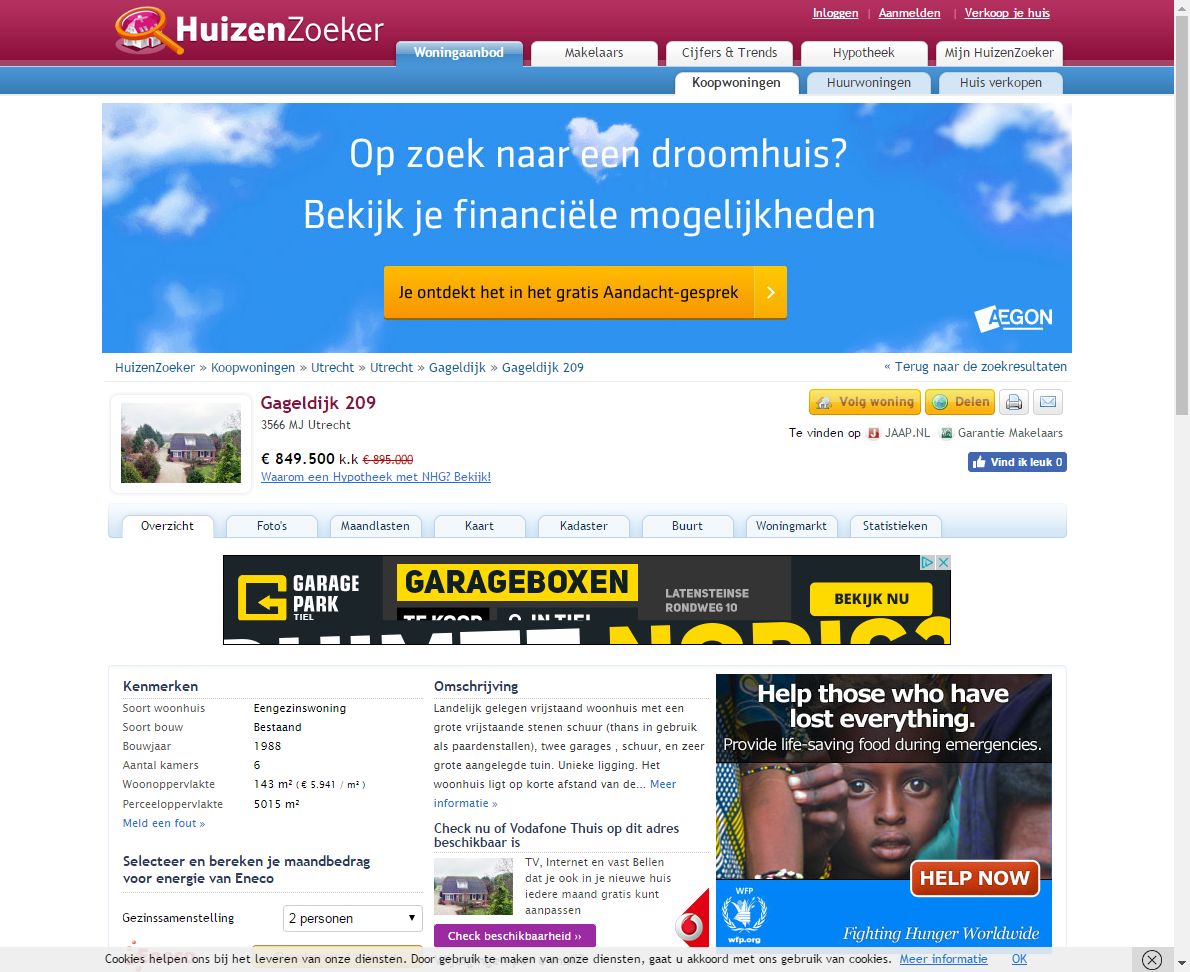 Inloggen | Aanmelden | Verkoop je huis
HuizenZoeker
Woningaanbod Makelaars Cijfers & Trends Hypotheek Mijn HuizenZoeker
Koopwoningen Huurwoningen Huis verkopen
Op zoek naar een droomhuis?
Bekijk je financiële mogelijkheden
Je ontdekt het in het gratis Aandacht-gesprek
AEGON
HuizenZoeker » Koopwoningen » Utrecht » Utrecht » Gageldijk » Gageldijk 209
« Terug naar de zoekresultaten
Gageldijk 209
3566 MJ Utrecht
€ 849.500 k.k € 895.000
Waarom een Hypotheek met NHG? Bekijk!
Volg woning Delen
Te vinden op JAAP.NL Garantie Makelaars
Vind ik leuk 0
Overzicht Foto's Maandlasten Kaart Kadaster Buurt Woningmarkt Statistieken
GARAGE
PARK
TIEL
GARAGEBOXEN
TE KOOP IN TIEL
LATENSTEINSE
RONDWEG 10
BEKIJK NU
Kenmerken
Soort woonhuis Eengezinswoning
Soort bouw Bestaand
Bouwjaar 1988
Aantal kamers 6
Woonoppervlakte 143 m² ( € 5.941 / m² )
Perceeloppervlakte 5015 m²
Meld een fout »
Selecteer en bereken je maandbedrag
voor energie van Eneco
Gezinssamenstelling 2 personen
Omschrijving
Landelijk gelegen vrijstaand woonhuis met een
grote vrijstaande stenen schuur (thans in gebruik
als paardenstallen), twee garages , schuur, en zeer
grote aangelegde tuin. Unieke ligging. Het
woonhuis ligt op korte afstand van de... Meer
informatie »
Check nu of Vodafone Thuis op dit adres
beschikbaar is
TV, Internet en vast Bellen
dat je ook in je nieuwe huis
iedere maand gratis kunt
aanpassen
Check beschikbaarheid ››
Help those who have
lost everything.
Provide life-saving food during emergencies.
HELP NOW
WFP
wfp.org
Fighting Hunger Worldwide
Cookies helpen ons bij het leveren van onze diensten. Door gebruik te maken van onze diensten, gaat u akkoord met ons gebruik van cookies. Meer informatie OK